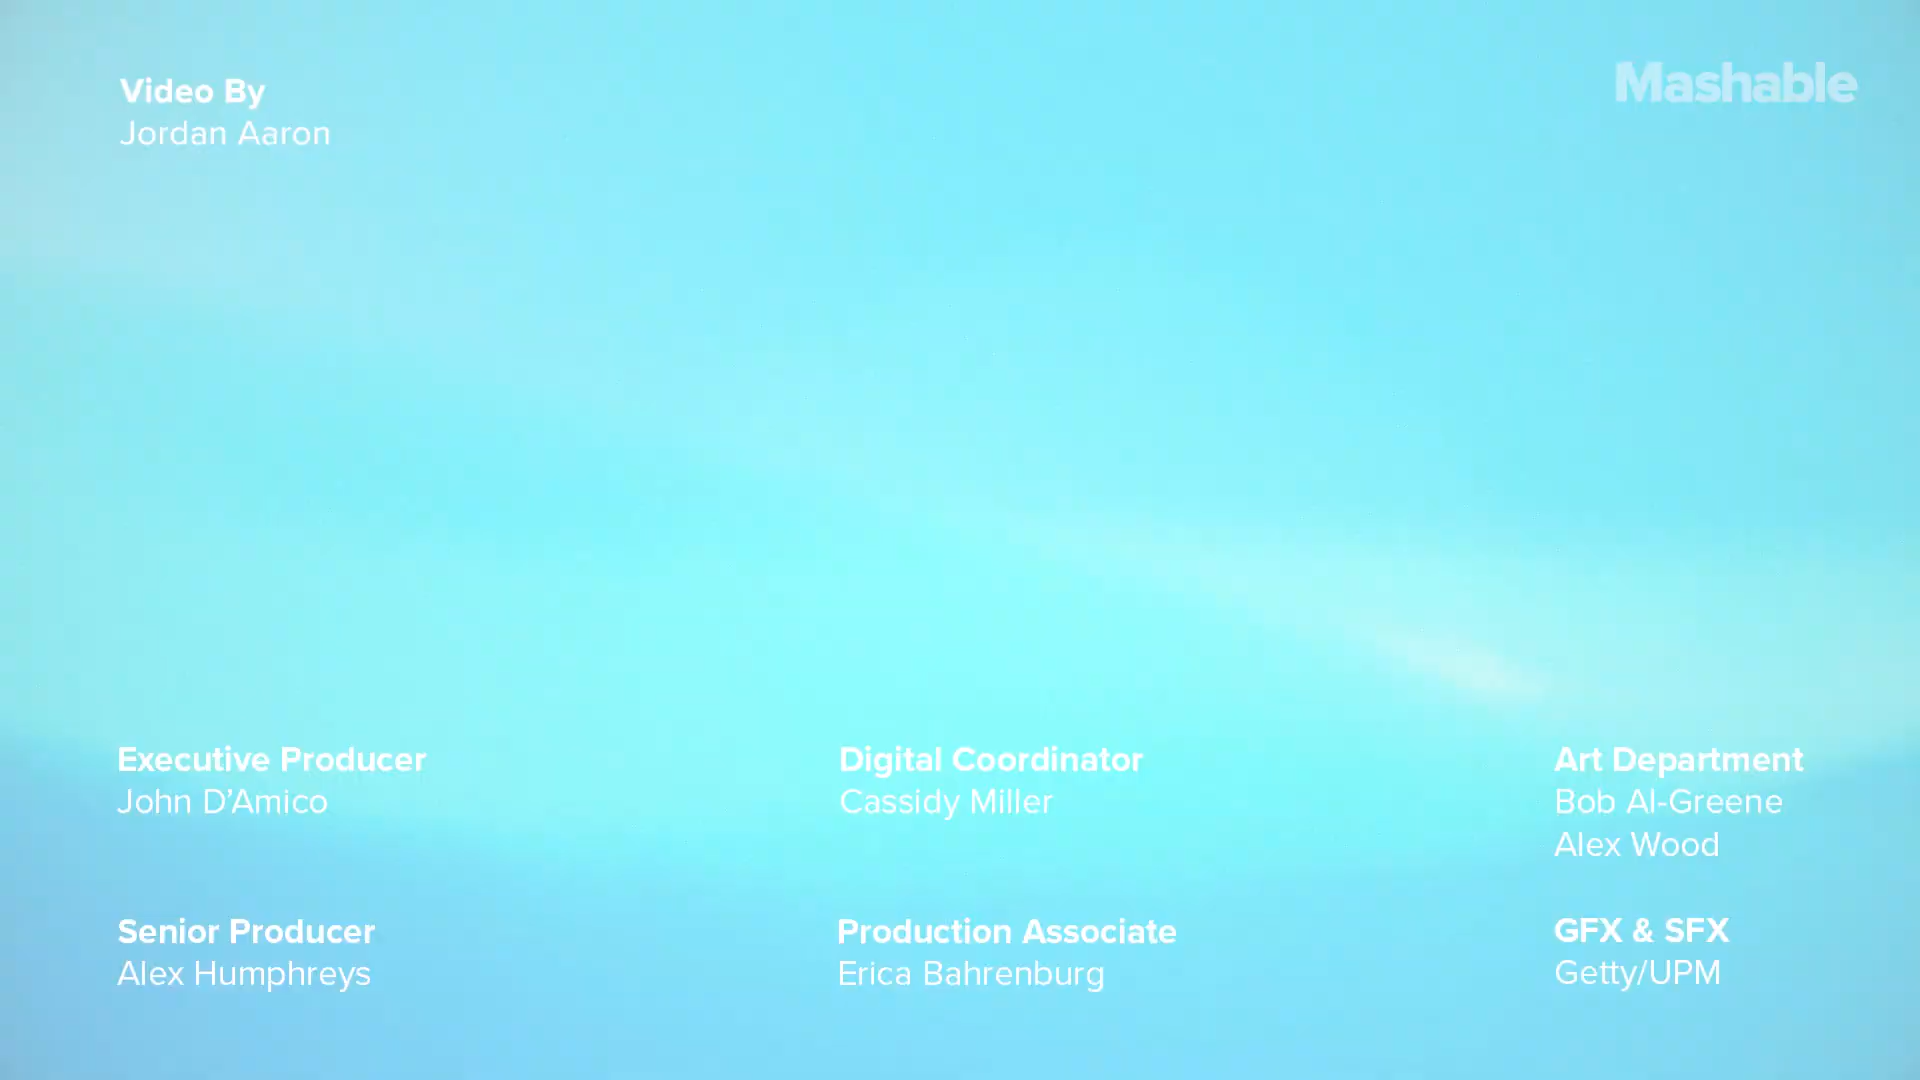 Video By
Jordan Aaron
Mashable
Executive Producer
John D’Amico
Digital Coordinator
Cassidy Miller
Art Department
Bob Al-Greene
Alex Wood
Senior Producer
Alex Humphreys
Production Associate
Erica Bahrenburg
GFX & SFX
Getty/UPM